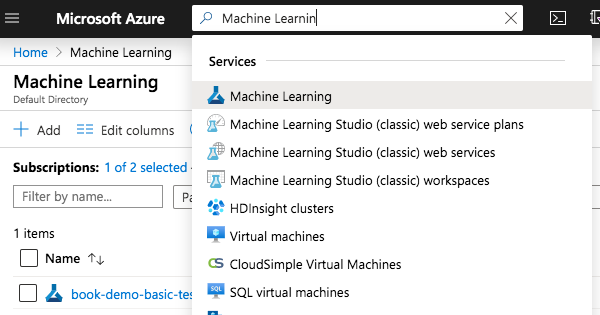 Microsoft Azure
Machine Learnin
Home > Machine Learning
Machine Learning
Default Directory
+ Add
Edit columns
Subscriptions: 1 of 2 selected
Filter by name...
1 items
Name ↑↓
book-demo-basic-tes
Services
Machine Learning
Machine Learning Studio (classic) web service plans
Machine Learning Studio (classic) web services
Machine Learning Studio (classic) workspaces
HDInsight clusters
Virtual machines
CS CloudSimple Virtual Machines
SQL virtual machines